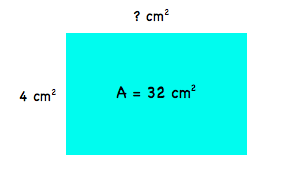 ? cm²
4 cm²
A = 32 cm²